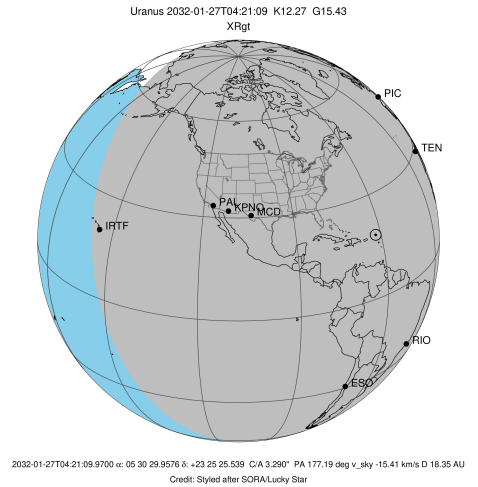 Uranus 2032-01-27T04:21:09 K12.27 G15.43
XRgt
PIC
TEN
PAL
KPNO
MCD
IRTF
RIO
ESO
2032-01-27T04:21:09.9700 α: 05 30 29.9576 δ: +23 25 25.539 C/A 3.290" PA 177.19 deg v_sky -15.41 km/s D 18.35 AU
Credit: Styled after SORA/Lucky Star